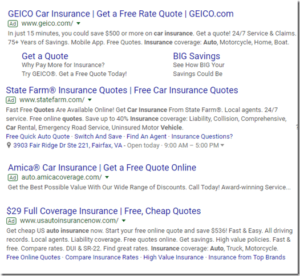 GEICO Car Insurance | Get a Free Rate Quote | GEICO.com
Ad www.geico.com/
In just 15 minutes, you could save $500 or more on car insurance. Get a quote! 24/7 Service & Claims.
75+ Years of Savings. Mobile App. Free Quotes. Insurance coverage: Auto, Motorcycle, Home, Boat.
Get a Quote BIG Savings
Why Pay More for Insurance? See How BIG Your
Try GEICO®. Get a Free Quote Today! Savings Could Be
State Farm® Insurance Quotes | Free Car Insurance Quotes
Ad www.statefarm.com/
Fast Free Quotes Are Available Online! Get Car Insurance From State Farm®. Local agents. 24/7
service. Free online quotes. Save up to 40% Insurance coverage: Liability, Collision, Comprehensive,
Car Rental, Emergency Road Service, Uninsured Motor Vehicle.
Free Quick Auto Quote · Switch And Save · Find An Agent · Insurance Questions?
3903 Fair Ridge Dr Ste 221, Fairfax, VA - Open today · 9:00 AM – 5:00 PM
Amica® Car Insurance | Get a Free Quote Online
Ad auto.amicacoverage.com/
Get the Best Possible Value With Our Wide Range of Discounts. Call Today! Award-winning Service...
$29 Full Coverage Insurance | Free, Cheap Quotes
Ad www.usautoinsurancenow.com/
Get cheap US auto insurance now. Start your free online quote and save $536! Fast & Easy. All driving
records. Local agents. Liability coverage. Free quotes online. Get savings. High value policies. Fast &
free. Compare rates. DUI & SR-22. Find great rates. Insurance coverage: Auto, Truck, Motorcycle.
Free Online Quotes · Compare Insurance Rates · High Value Insurance · Insurance from Top Brands